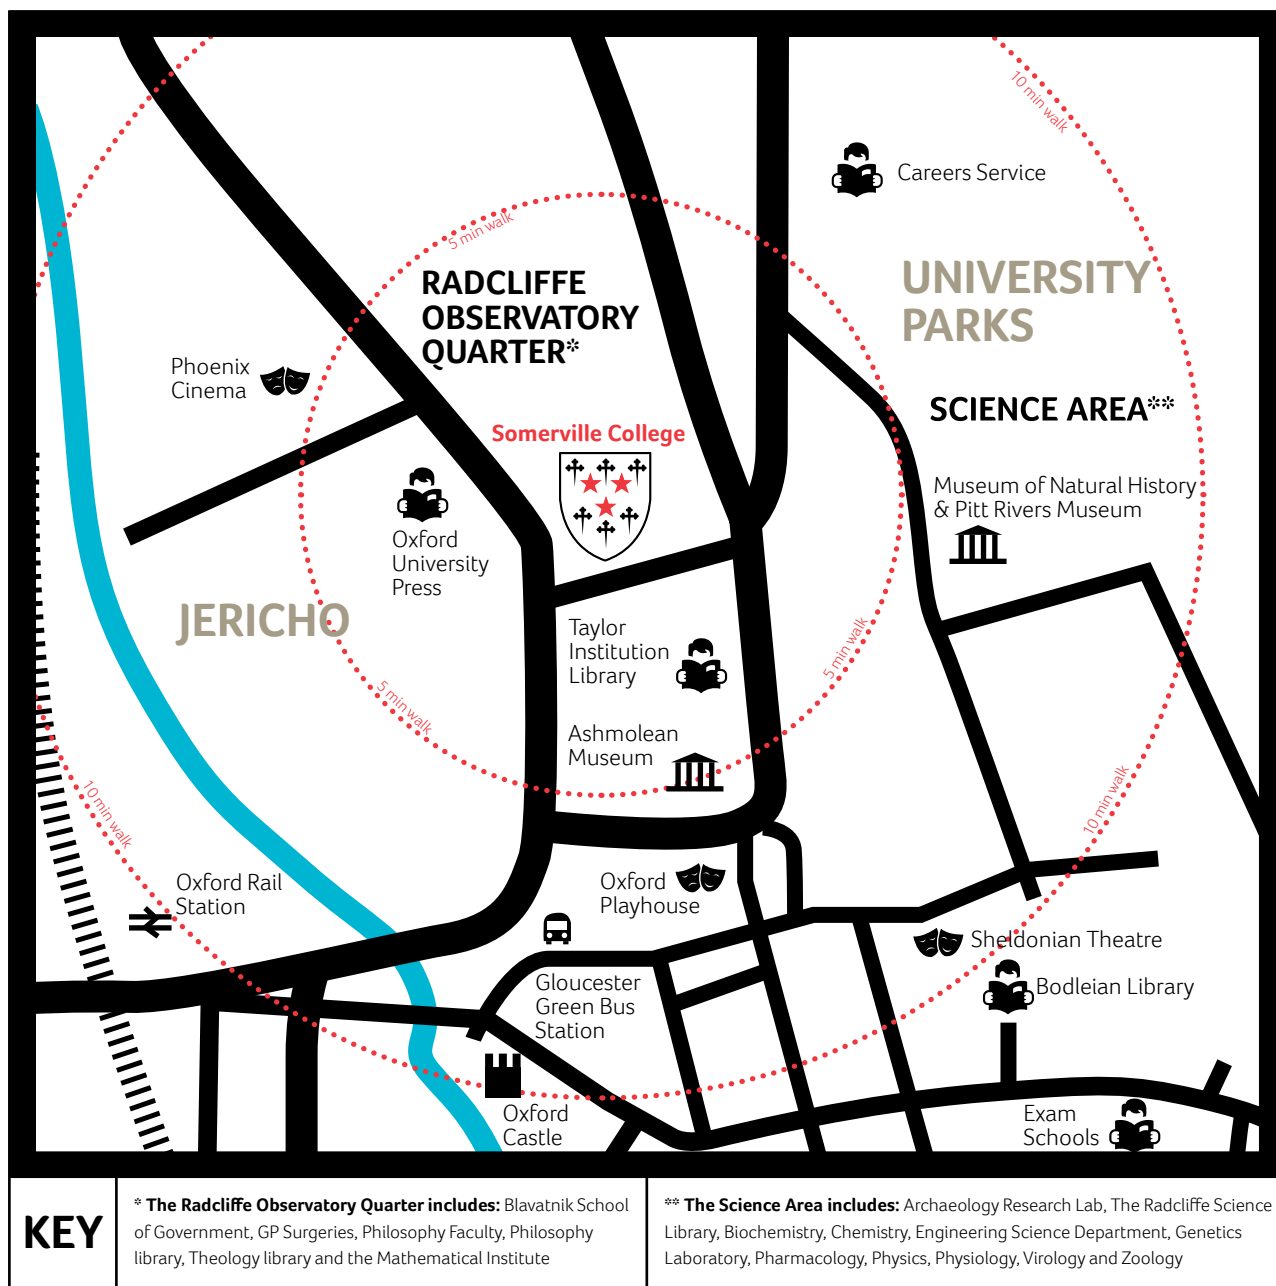 10 min walk
Careers Service
5 min walk
UNIVERSITY
PARKS
RADCLIFFE
OBSERVATORY
QUARTER*
Phoenix
Cinema
SCIENCE AREA**
Somerville College
Museum of Natural History
& Pitt Rivers Museum
Oxford
University
Press
JERICHO
Taylor
Institution
Library
5 min walk
5 min walk
Ashmolean
Museum
10 min walk
10 min walk
Oxford Rail
Station
Oxford
Playhouse
Sheldonian Theatre
Bodleian Library
Gloucester
Green Bus
Station
Oxford
Castle
Exam
Schools
KEY
* The Radcliffe Observatory Quarter includes: Blavatnik School
of Government, GP Surgeries, Philosophy Faculty, Philosophy
library, Theology library and the Mathematical Institute
** The Science Area includes: Archaeology Research Lab, The Radcliffe Science
Library, Biochemistry, Chemistry, Engineering Science Department, Genetics
Laboratory, Pharmacology, Physics, Physiology, Virology and Zoology